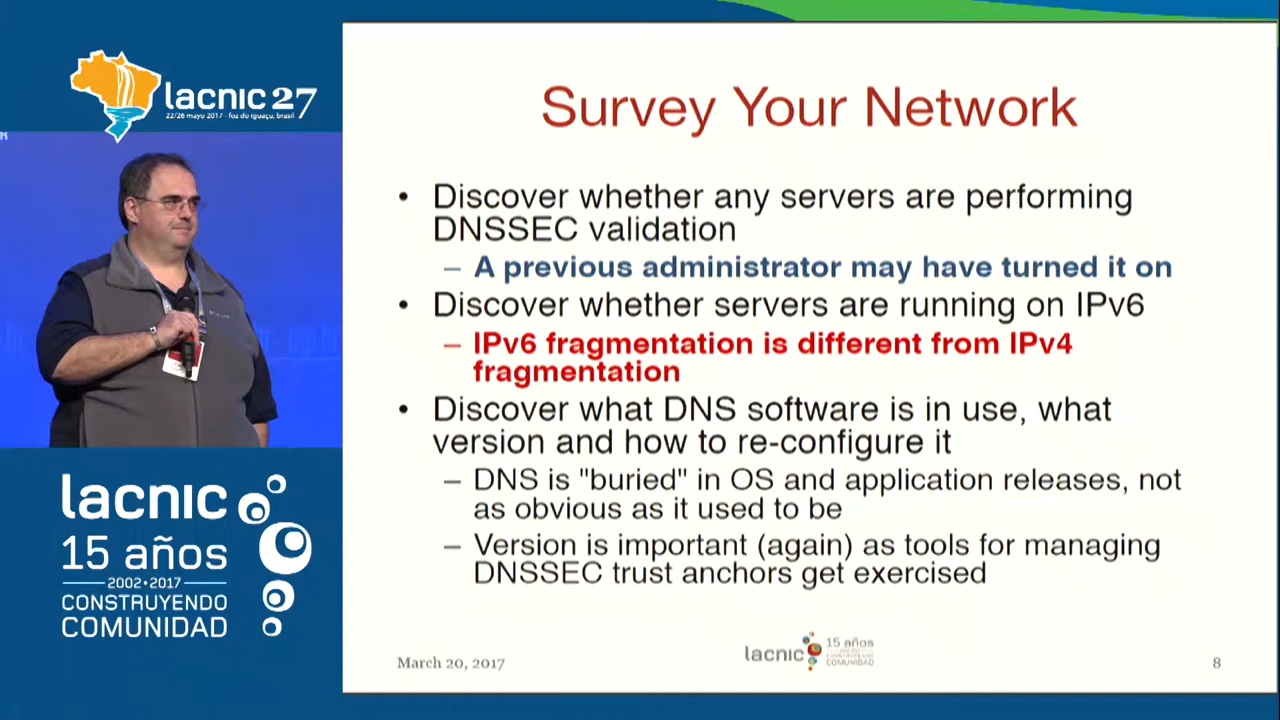 lacnic 27
22/26 mayo 2017 - foz do iguaçu, brasil
R
lacnic
15 años
2002•2017
CONSTRUYENDO
COMUNIDAD
Survey Your Network
• Discover whether any servers are performing
DNSSEC validation
– A previous administrator may have turned it on
• Discover whether servers are running on IPv6
– IPv6 fragmentation is different from IPv4
fragmentation
• Discover what DNS software is in use, what
version and how to re-configure it
– DNS is "buried" in OS and application releases, not
as obvious as it used to be
– Version is important (again) as tools for managing
DNSSEC trust anchors get exercised
March 20, 2017
lacnic
15 años
CONSTRUYENDO
COMUNIDAD
8